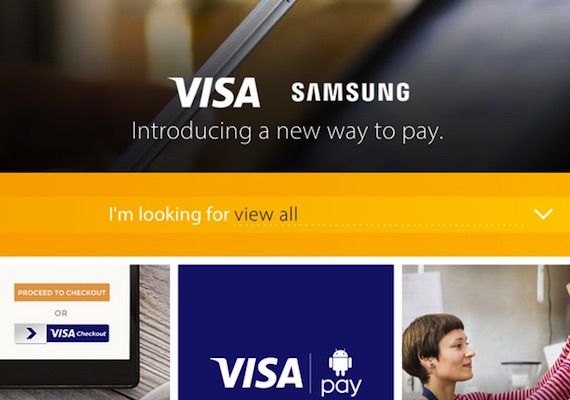 VISA SAMSUNG
Introducing a new way to pay.
I'm looking for view all
PROCEED TO CHECKOUT
OR
VISA Checkout
VISA pay